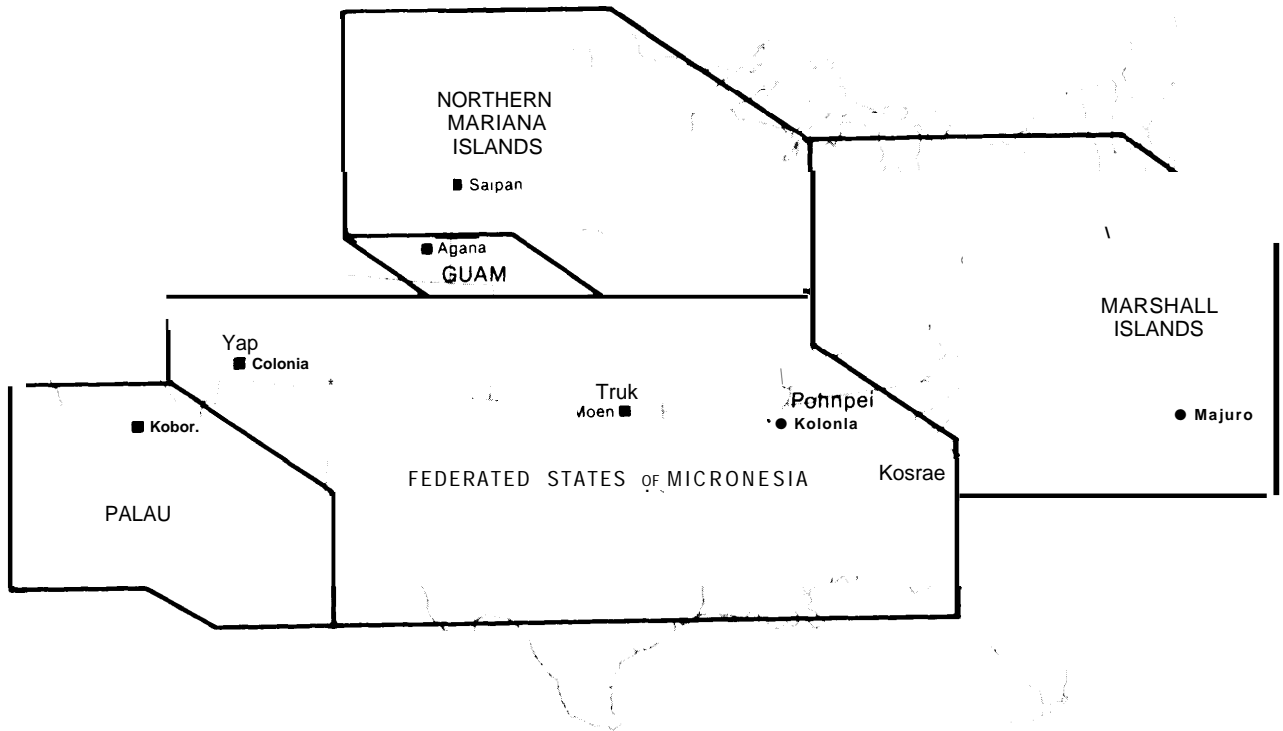 NORTHERN
MARIANA
ISLANDS
Saipan
Agana
GUAM
MARSHALL
ISLANDS
Yap
Colonia
Truk
Moen
Pohnpei
Kolonia
Majuro
Kobor.
FEDERATED STATES OF MICRONESIA
Kosrae
PALAU